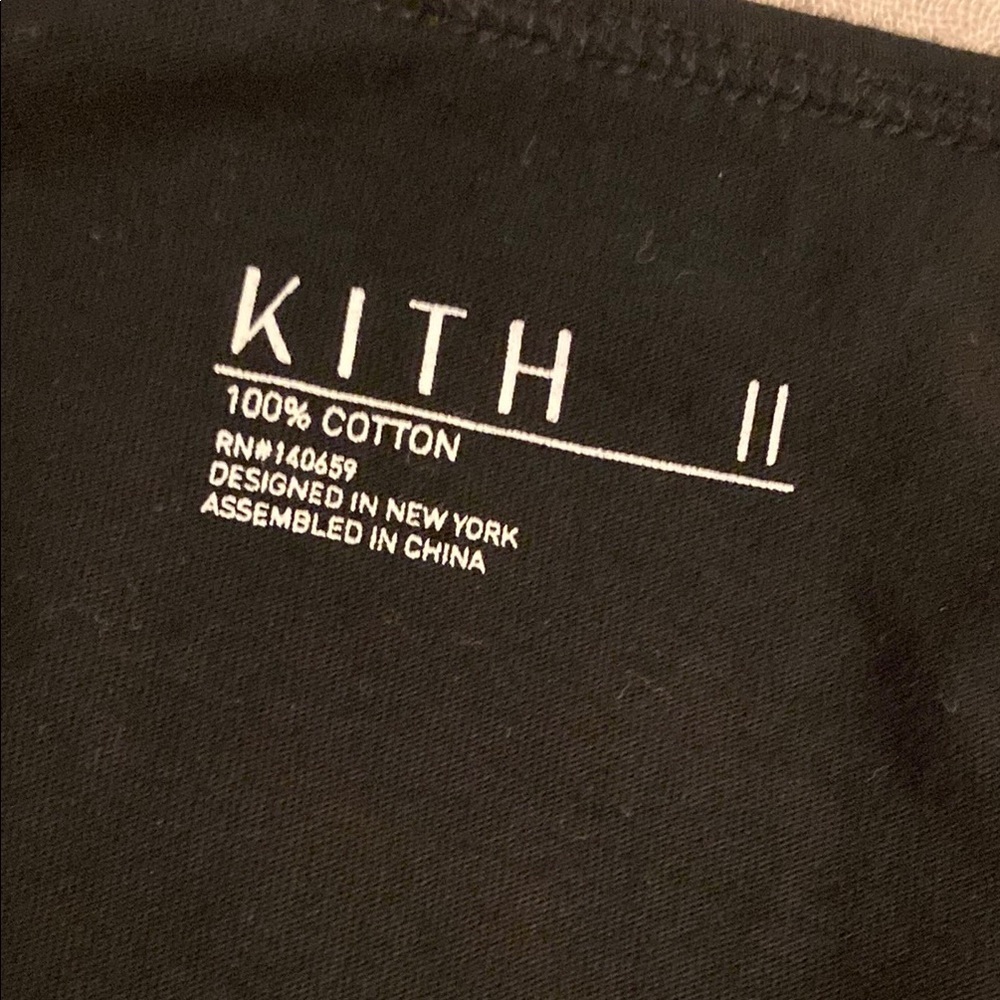 KITH II
100% COTTON
RN#140659
DESIGNED IN NEW YORK
ASSEMBLED IN CHINA